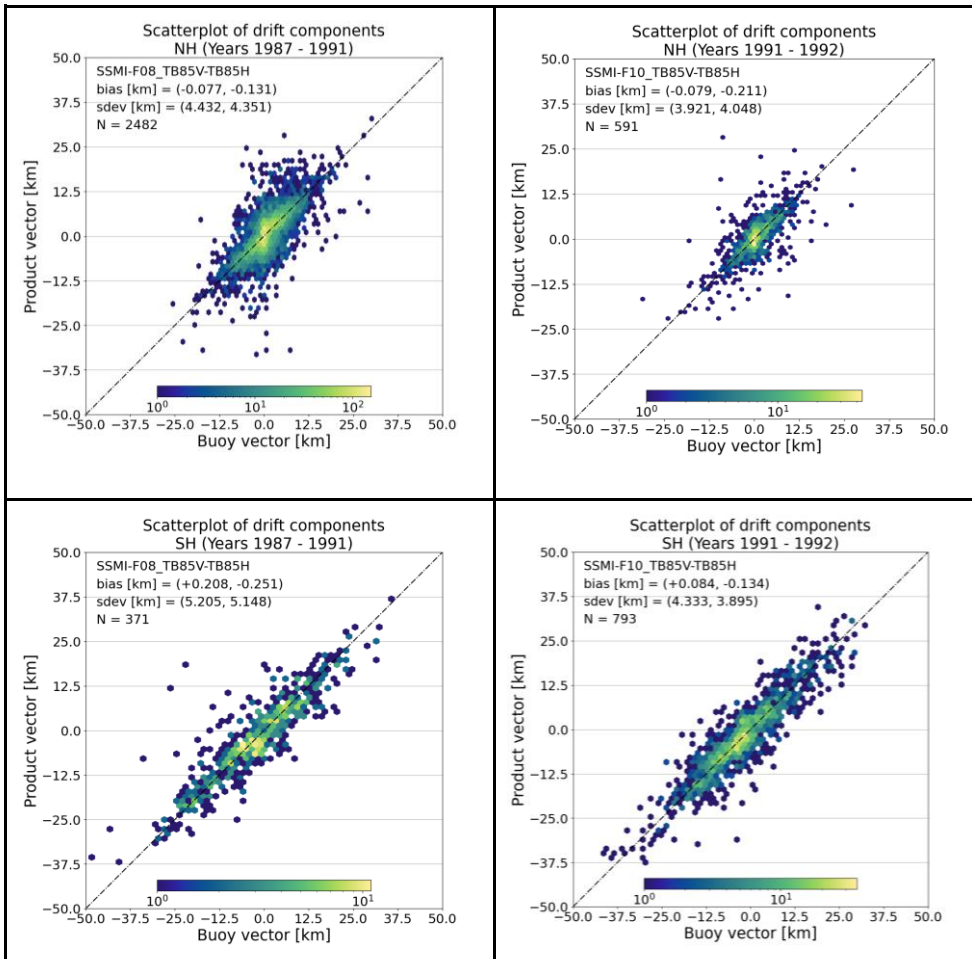 Scatterplot of drift components
NH (Years 1987 - 1991)
50.0
37.5
25.0
12.5
0.0
−12.5
−25.0
−37.5
−50.0
Product vector [km]
SSMI-F08_TB85V-TB85H
bias [km] = (-0.077, -0.131)
sdev [km] = (4.432, 4.351)
N = 2482
10⁰ 10¹ 10²
−50.0 −37.5 −25.0 −12.5 0.0 12.5 25.0 37.5 50.0
Buoy vector [km]
Scatterplot of drift components
NH (Years 1991 - 1992)
50.0
37.5
25.0
12.5
0.0
−12.5
−25.0
−37.5
−50.0
Product vector [km]
SSMI-F10_TB85V-TB85H
bias [km] = (-0.079, -0.211)
sdev [km] = (3.921, 4.048)
N = 591
10⁰ 10¹
−50.0 −37.5 −25.0 −12.5 0.0 12.5 25.0 37.5 50.0
Buoy vector [km]
Scatterplot of drift components
SH (Years 1987 - 1991)
50.0
37.5
25.0
12.5
0.0
−12.5
−25.0
−37.5
−50.0
Product vector [km]
SSMI-F08_TB85V-TB85H
bias [km] = (+0.208, -0.251)
sdev [km] = (5.205, 5.148)
N = 371
10⁰ 10¹
−50.0 −37.5 −25.0 −12.5 0.0 12.5 25.0 37.5 50.0
Buoy vector [km]
Scatterplot of drift components
SH (Years 1991 - 1992)
50.0
37.5
25.0
12.5
0.0
−12.5
−25.0
−37.5
−50.0
Product vector [km]
SSMI-F10_TB85V-TB85H
bias [km] = (+0.084, -0.134)
sdev [km] = (4.333, 3.895)
N = 793
10⁰ 10¹
−50.0 −37.5 −25.0 −12.5 0.0 12.5 25.0 37.5 50.0
Buoy vector [km]